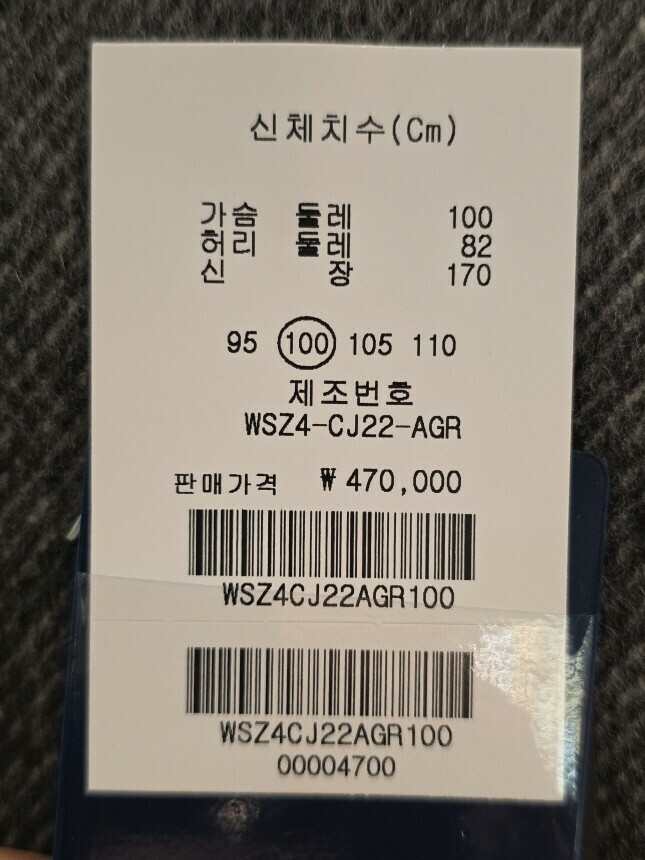 신체치수(Cm)
가슴 둘레 100
허리 둘레 82
신 장 170
95 100 105 110
제조번호
WSZ4-CJ22-AGR
판매가격 ₩ 470,000
WSZ4CJ22AGR100
WSZ4CJ22AGR100
00004700